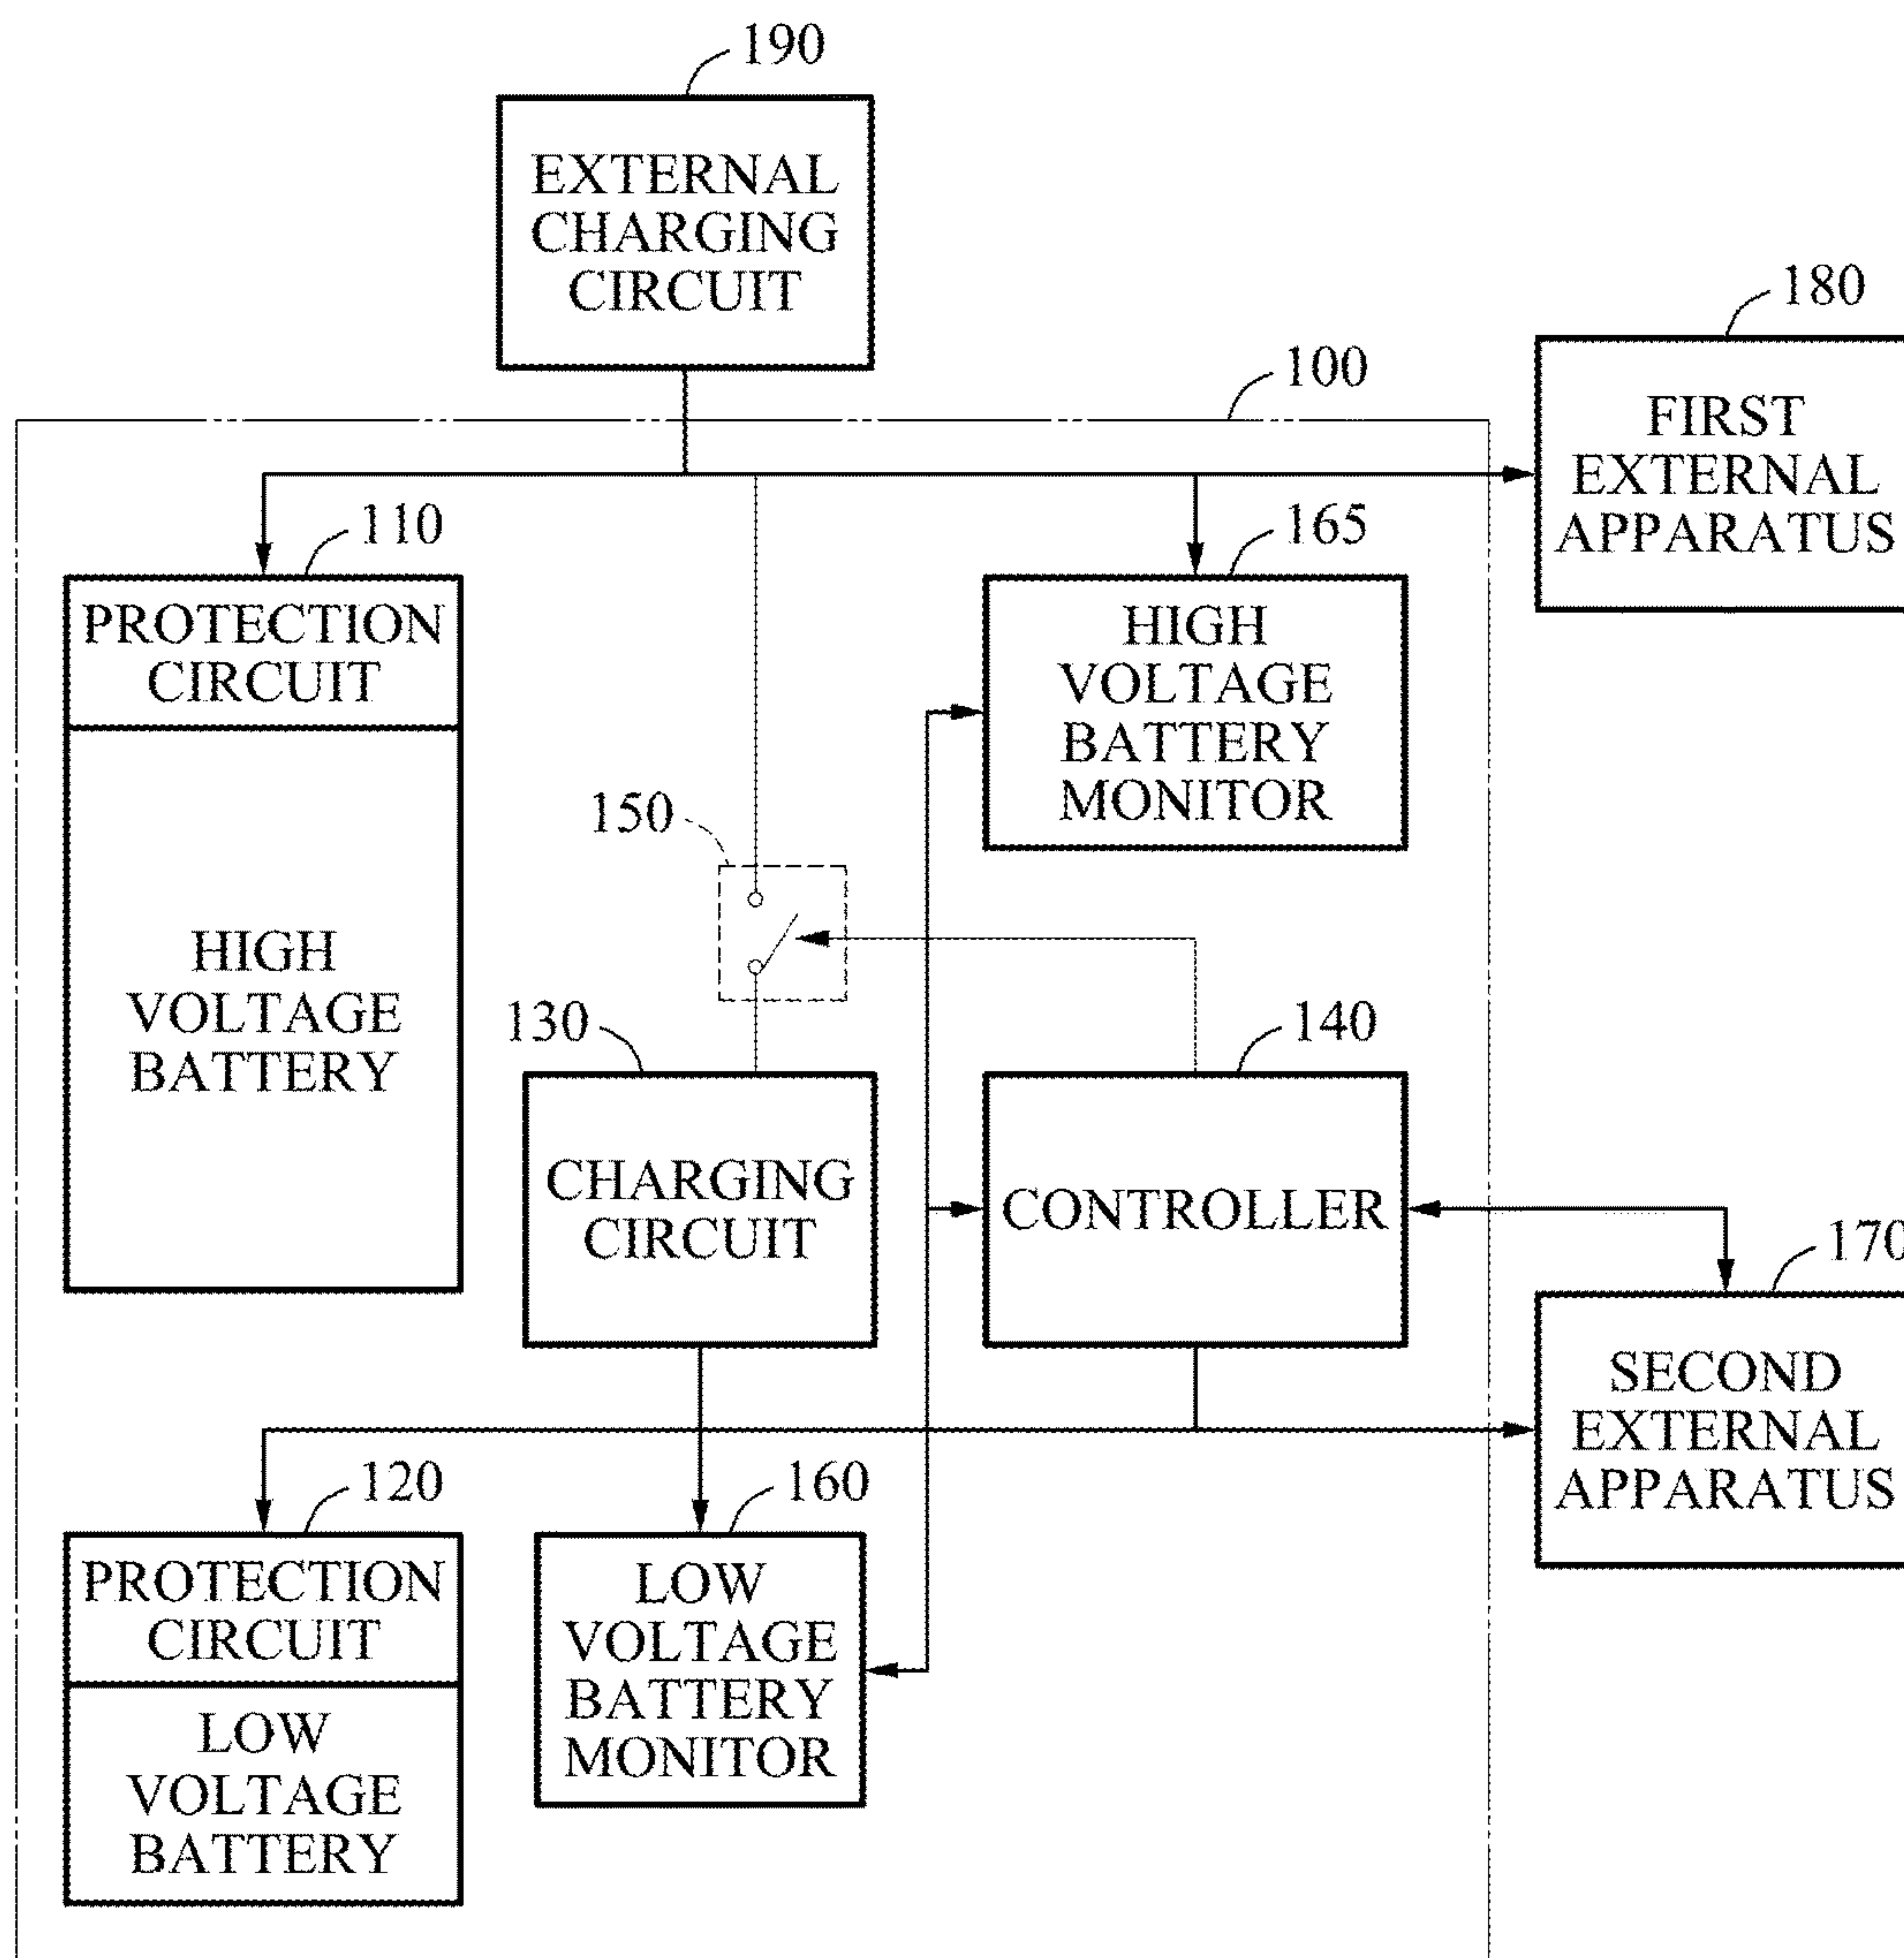 190
EXTERNAL
CHARGING
CIRCUIT
180
100
FIRST
EXTERNAL
APPARATUS
110
165
PROTECTION
CIRCUIT
HIGH
VOLTAGE
BATTERY
MONITOR
150
HIGH
VOLTAGE
BATTERY
130
140
CHARGING
CIRCUIT
CONTROLLER
170
SECOND
EXTERNAL
APPARATUS
120
160
PROTECTION
CIRCUIT
LOW
VOLTAGE
BATTERY
MONITOR
LOW
VOLTAGE
BATTERY